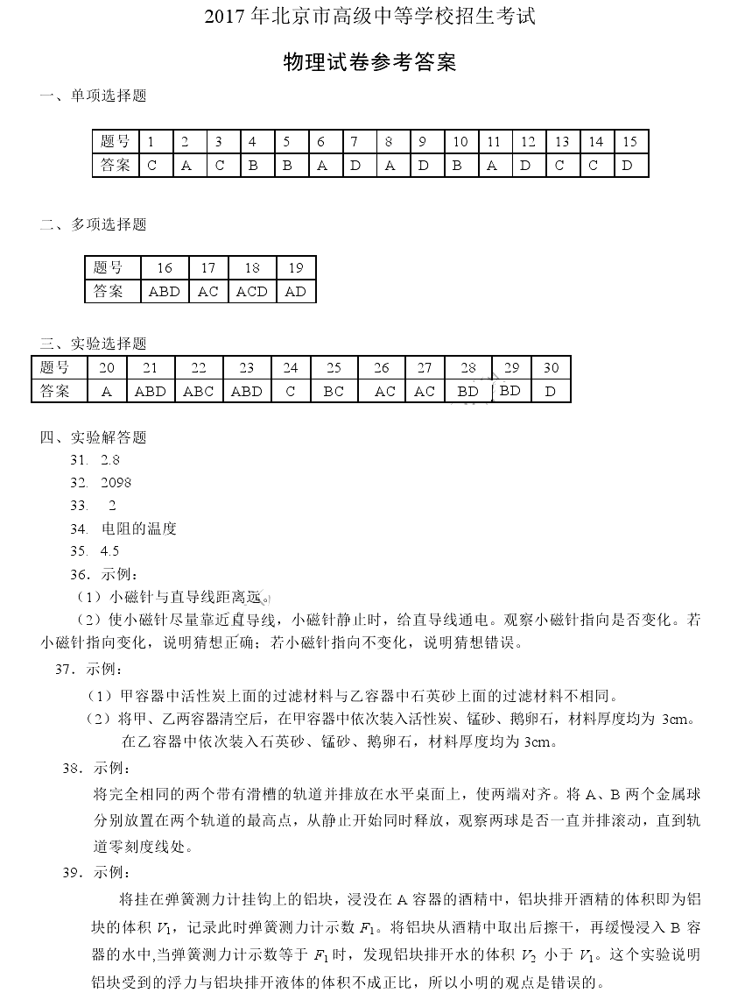 2017 年北京市高级中等学校招生考试
物理试卷参考答案
一、单项选择题
题号 1 2 3 4 5 6 7 8 9 10 11 12 13 14 15
答案 C A C B B A D A D B A D C C D
二、多项选择题
题号 16 17 18 19
答案 ABD AC ACD AD
三、实验选择题
题号 20 21 22 23 24 25 26 27 28 29 30
答案 A ABD ABC ABD C BC AC AC BD BD D
四、实验解答题
31. 2.8
32. 2098
33. 2
34. 电阻的温度
35. 4.5
36．示例：
（1）小磁针与直导线距离远。
（2）使小磁针尽量靠近直导线，小磁针静止时，给直导线通电。观察小磁针指向是否变化。若
小磁针指向变化，说明猜想正确；若小磁针指向不变化，说明猜想错误。
37．示例：
（1）甲容器中活性炭上面的过滤材料与乙容器中石英砂上面的过滤材料不相同。
（2）将甲、乙两容器清空后，在甲容器中依次装入活性炭、锰砂、鹅卵石，材料厚度均为 3cm。
在乙容器中依次装入石英砂、锰砂、鹅卵石，材料厚度均为 3cm。
38．示例：
将完全相同的两个带有滑槽的轨道并排放在水平桌面上，使两端对齐。将 A、B 两个金属球
分别放置在两个轨道的最高点，从静止开始同时释放，观察两球是否一直并排滚动，直到轨
道零刻度线处。
39．示例：
将挂在弹簧测力计挂钩上的铝块，浸没在 A 容器的酒精中，铝块排开酒精的体积即为铝
块的体积 V1，记录此时弹簧测力计示数 F1。将铝块从酒精中取出后擦干，再缓慢浸入 B 容
器的水中,当弹簧测力计示数等于 F1 时，发现铝块排开水的体积 V2 小于 V1。这个实验说明
铝块受到的浮力与铝块排开液体的体积不成正比，所以小明的观点是错误的。